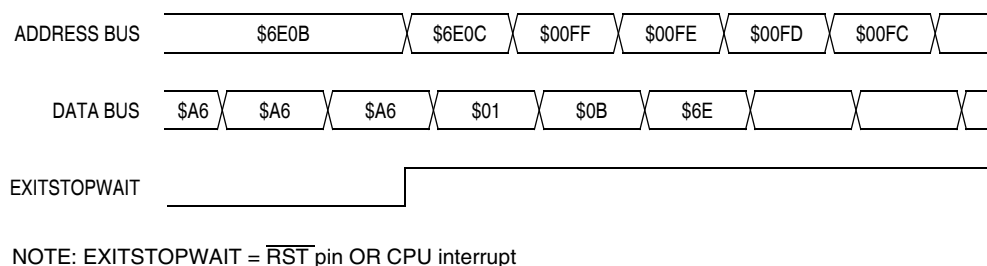 ADDRESS BUS $6E0B $6E0C $00FF $00FE $00FD $00FC
DATA BUS $A6 $A6 $A6 $01 $0B $6E
EXITSTOPWAIT
NOTE: EXITSTOPWAIT = RST pin OR CPU interrupt